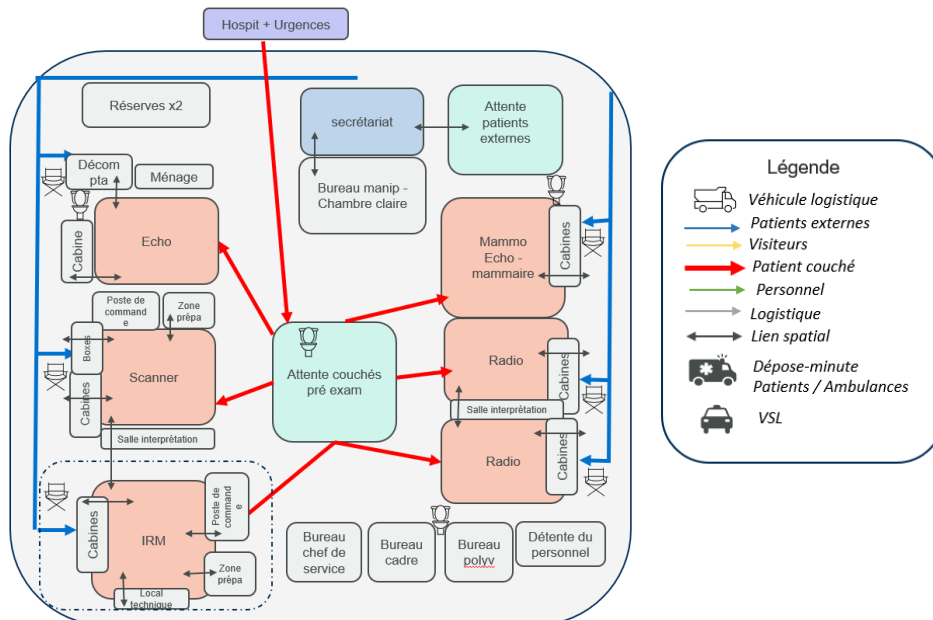 Hospit + Urgences
Réserves x2
secrétariat
Attente
patients
externes
Décom
pta
Ménage
Bureau manip -
Chambre claire
Cabine
Echo
Mammo
Echo -
mammaire
Cabines
Poste de
command
e
Zone
prépa
Boxes
Scanner
Cabines
Attente couchés
pré exam
Radio
Cabines
Salle interprétation
Salle interprétation
Radio
Cabines
Cabines
IRM
Poste de
command
e
Zone
prépa
Local
technique
Bureau
chef de
service
Bureau
cadre
Bureau
polyv
Détente du
personnel
Légende
Véhicule logistique
Patients externes
Visiteurs
Patient couché
Personnel
Logistique
Lien spatial
Dépose-minute
Patients / Ambulances
VSL